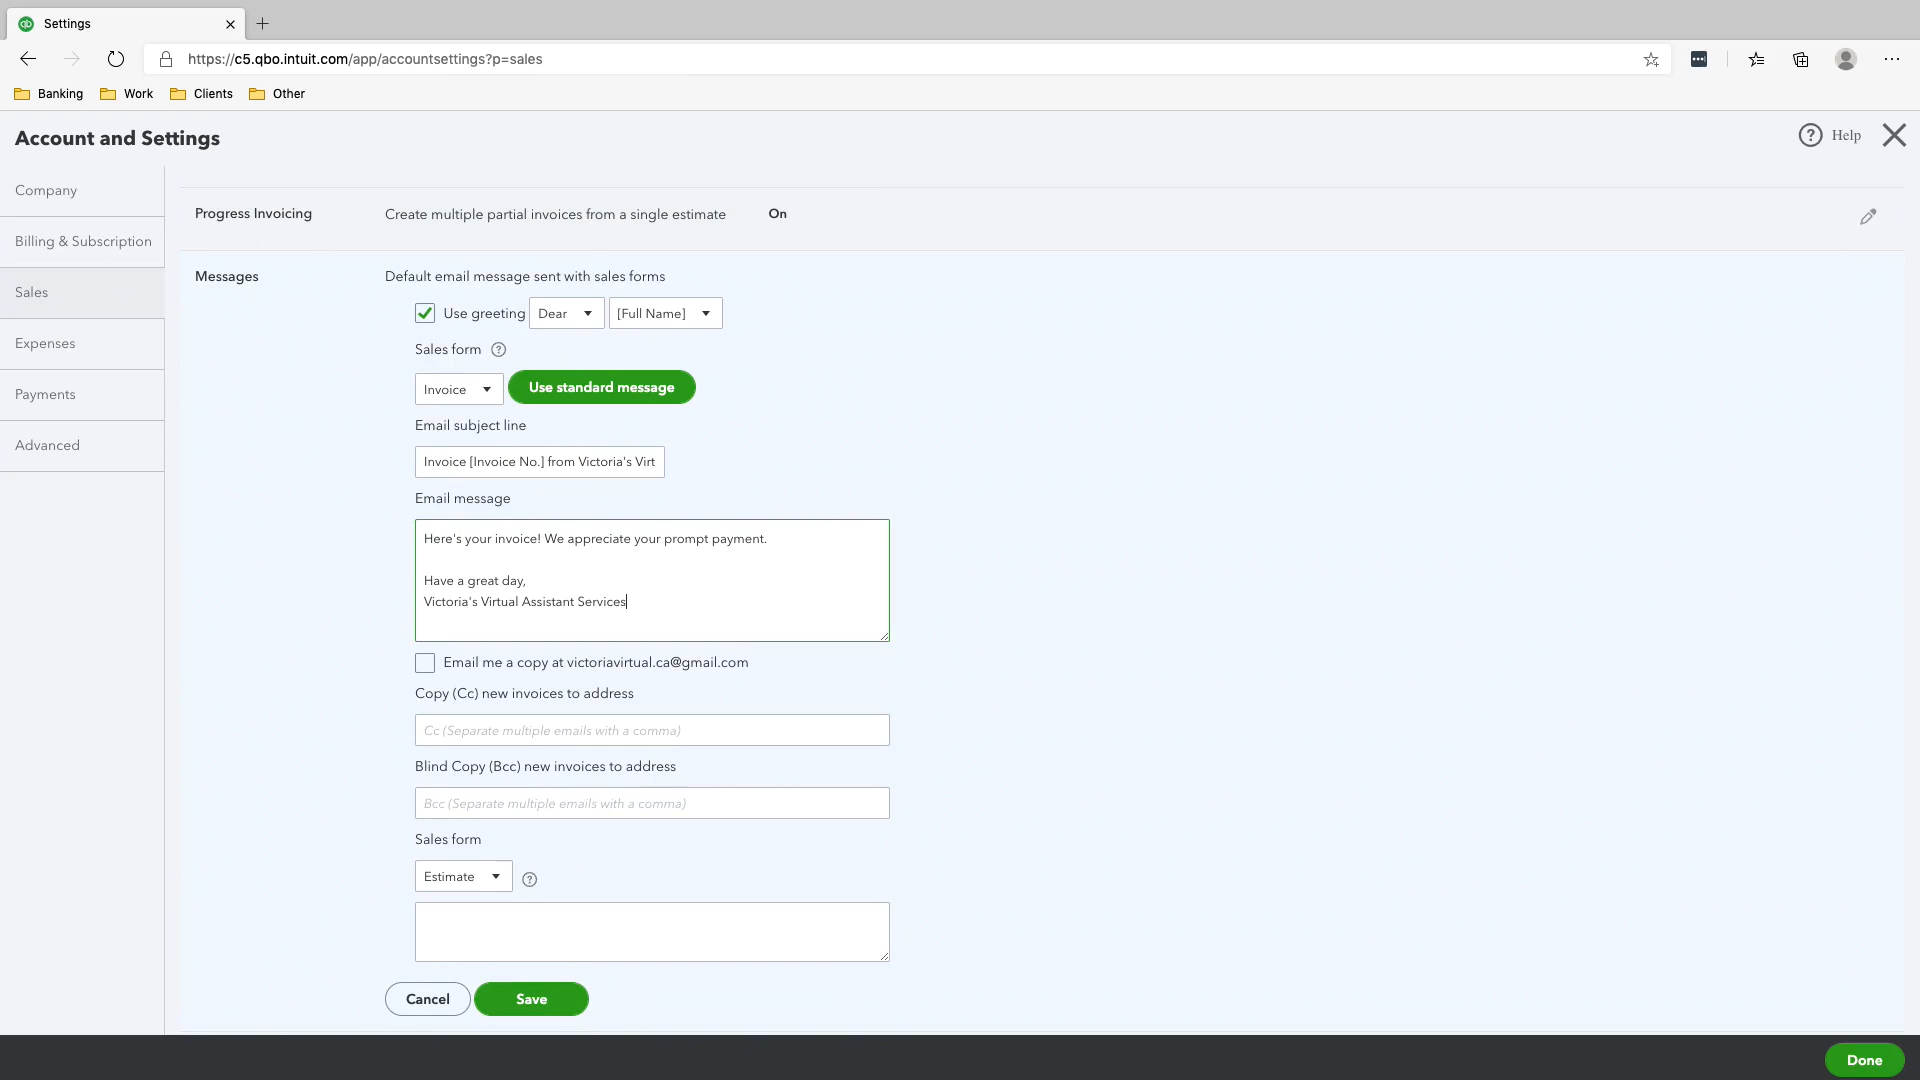 Settings
https://c5.qbo.intuit.com/app/accountsettings?p=sales
Banking
Work
Clients
Other
Account and Settings
Help
Company
Billing & Subscription
Sales
Expenses
Payments
Advanced
Progress Invoicing
Create multiple partial invoices from a single estimate
On
Messages
Default email message sent with sales forms
Use greeting
Dear
[Full Name]
Sales form
Invoice
Use standard message
Email subject line
Invoice [Invoice No.] from Victoria's Virt
Email message
Here's your invoice! We appreciate your prompt payment.
Have a great day,
Victoria's Virtual Assistant Services
Email me a copy at victoriavirtual.ca@gmail.com
Copy (Cc) new invoices to address
Cc (Separate multiple emails with a comma)
Blind Copy (Bcc) new invoices to address
Bcc (Separate multiple emails with a comma)
Sales form
Estimate
Cancel
Save
Done